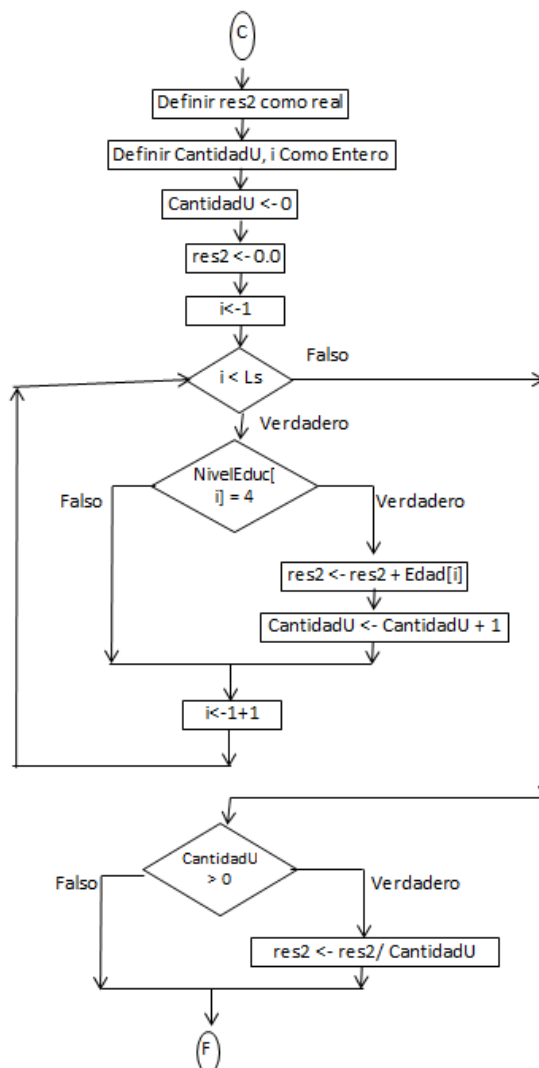 C
Definir res2 como real
Definir CantidadU, i Como Entero
CantidadU <- 0
res2 <- 0.0
i<-1
i < Ls
Falso
Verdadero
NivelEduc[
i] = 4
Falso
Verdadero
res2 <- res2 + Edad[i]
CantidadU <- CantidadU + 1
i<-1+1
CantidadU
> 0
Falso
Verdadero
res2 <- res2/ CantidadU
F